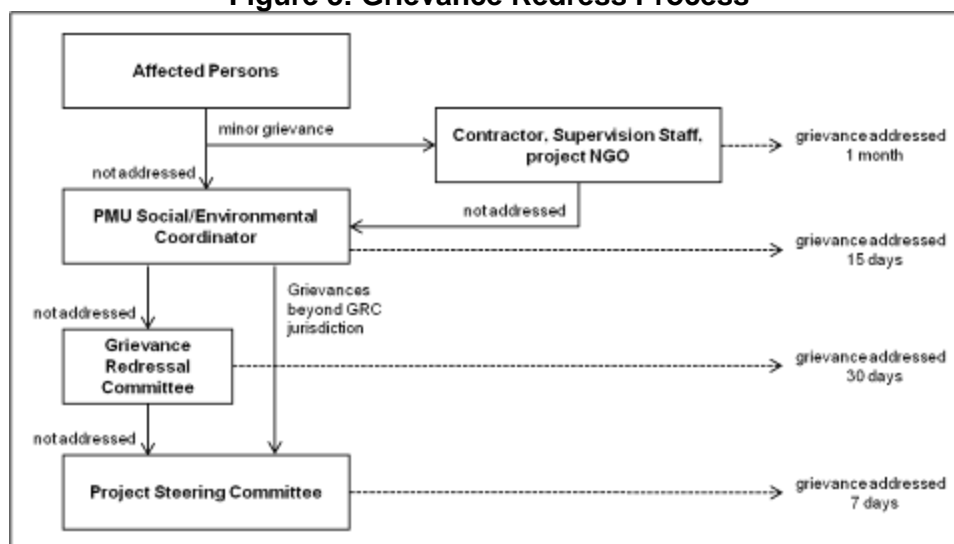 Figure 3: Grievance Redress Process
Affected Persons
minor grievance
Contractor, Supervision Staff,
project NGO
grievance addressed
1 month
not addressed
not addressed
PMU Social/Environmental
Coordinator
grievance addressed
15 days
Grievances
beyond GRC
jurisdiction
not addressed
Grievance
Redressal
Committee
grievance addressed
30 days
not addressed
Project Steering Committee
grievance addressed
7 days